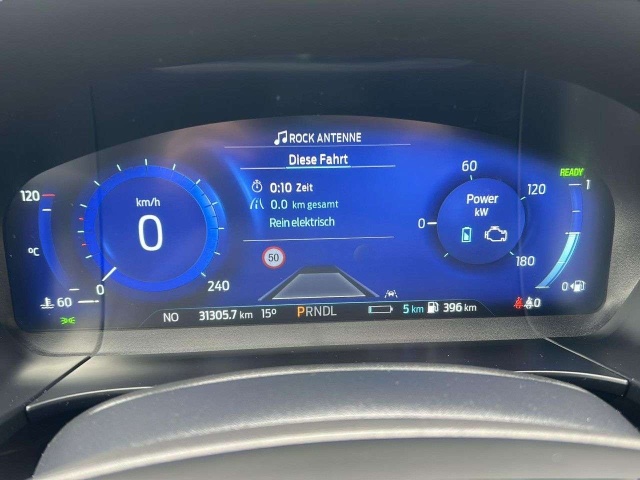 ROCK ANTENNE
Diese Fahrt
0:10 Zeit
0.0 km gesamt
Rein elektrisch
50
120
°C
60
km/h
0
0
240
READY
60
120
1
Power
kW
0
180
0
NO 31305.7 km 15° PRNDL 5 km 396 km